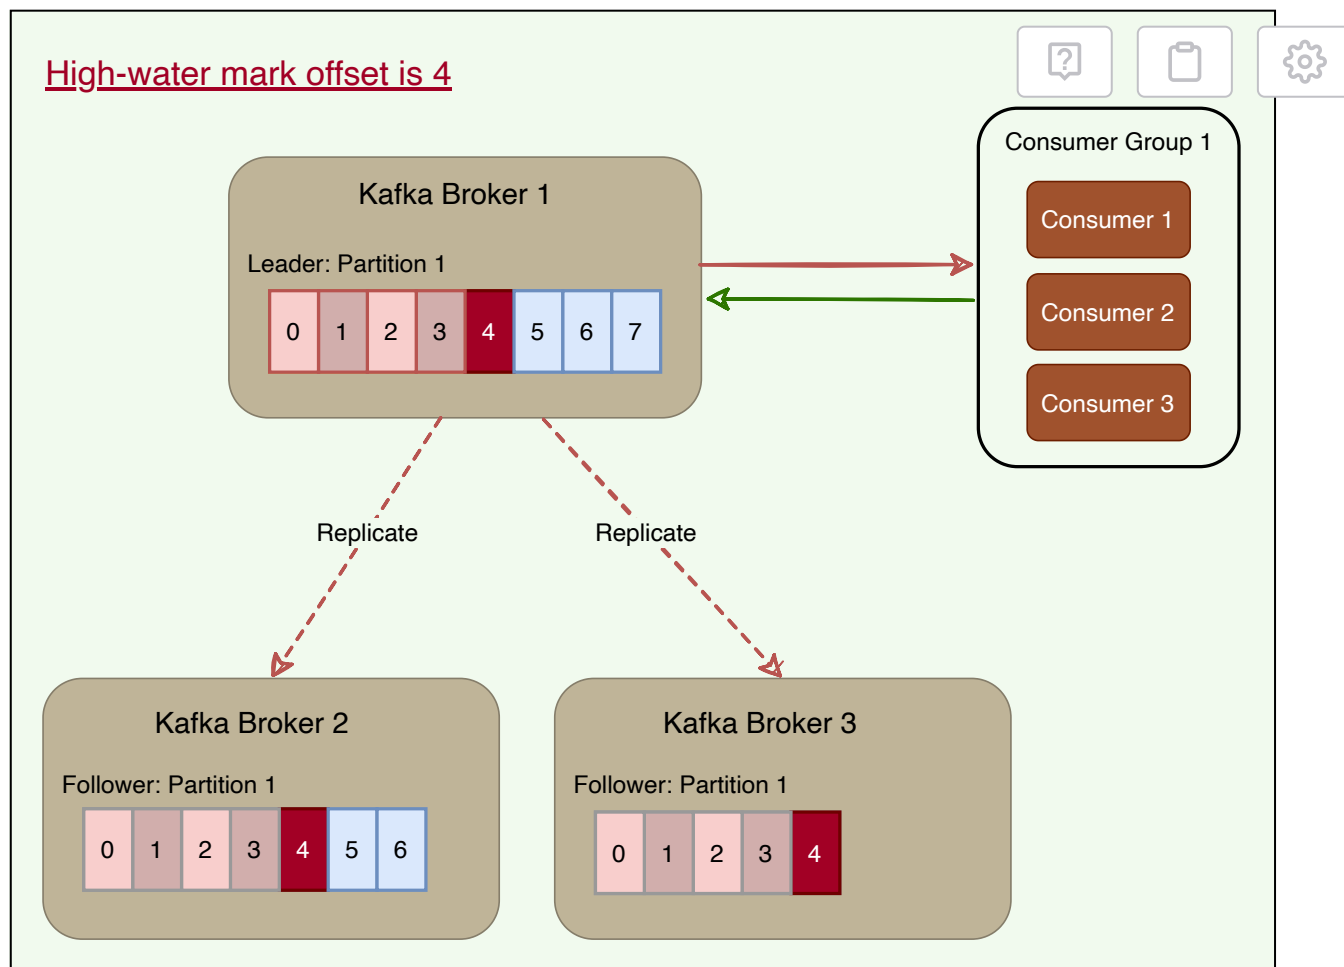 High-water mark offset is 4
?
Consumer Group 1
Consumer 1
Consumer 2
Consumer 3
Kafka Broker 1
Leader: Partition 1
0 1 2 3 4 5 6 7
Replicate
Replicate
Kafka Broker 2
Follower: Partition 1
0 1 2 3 4 5 6
Kafka Broker 3
Follower: Partition 1
0 1 2 3 4